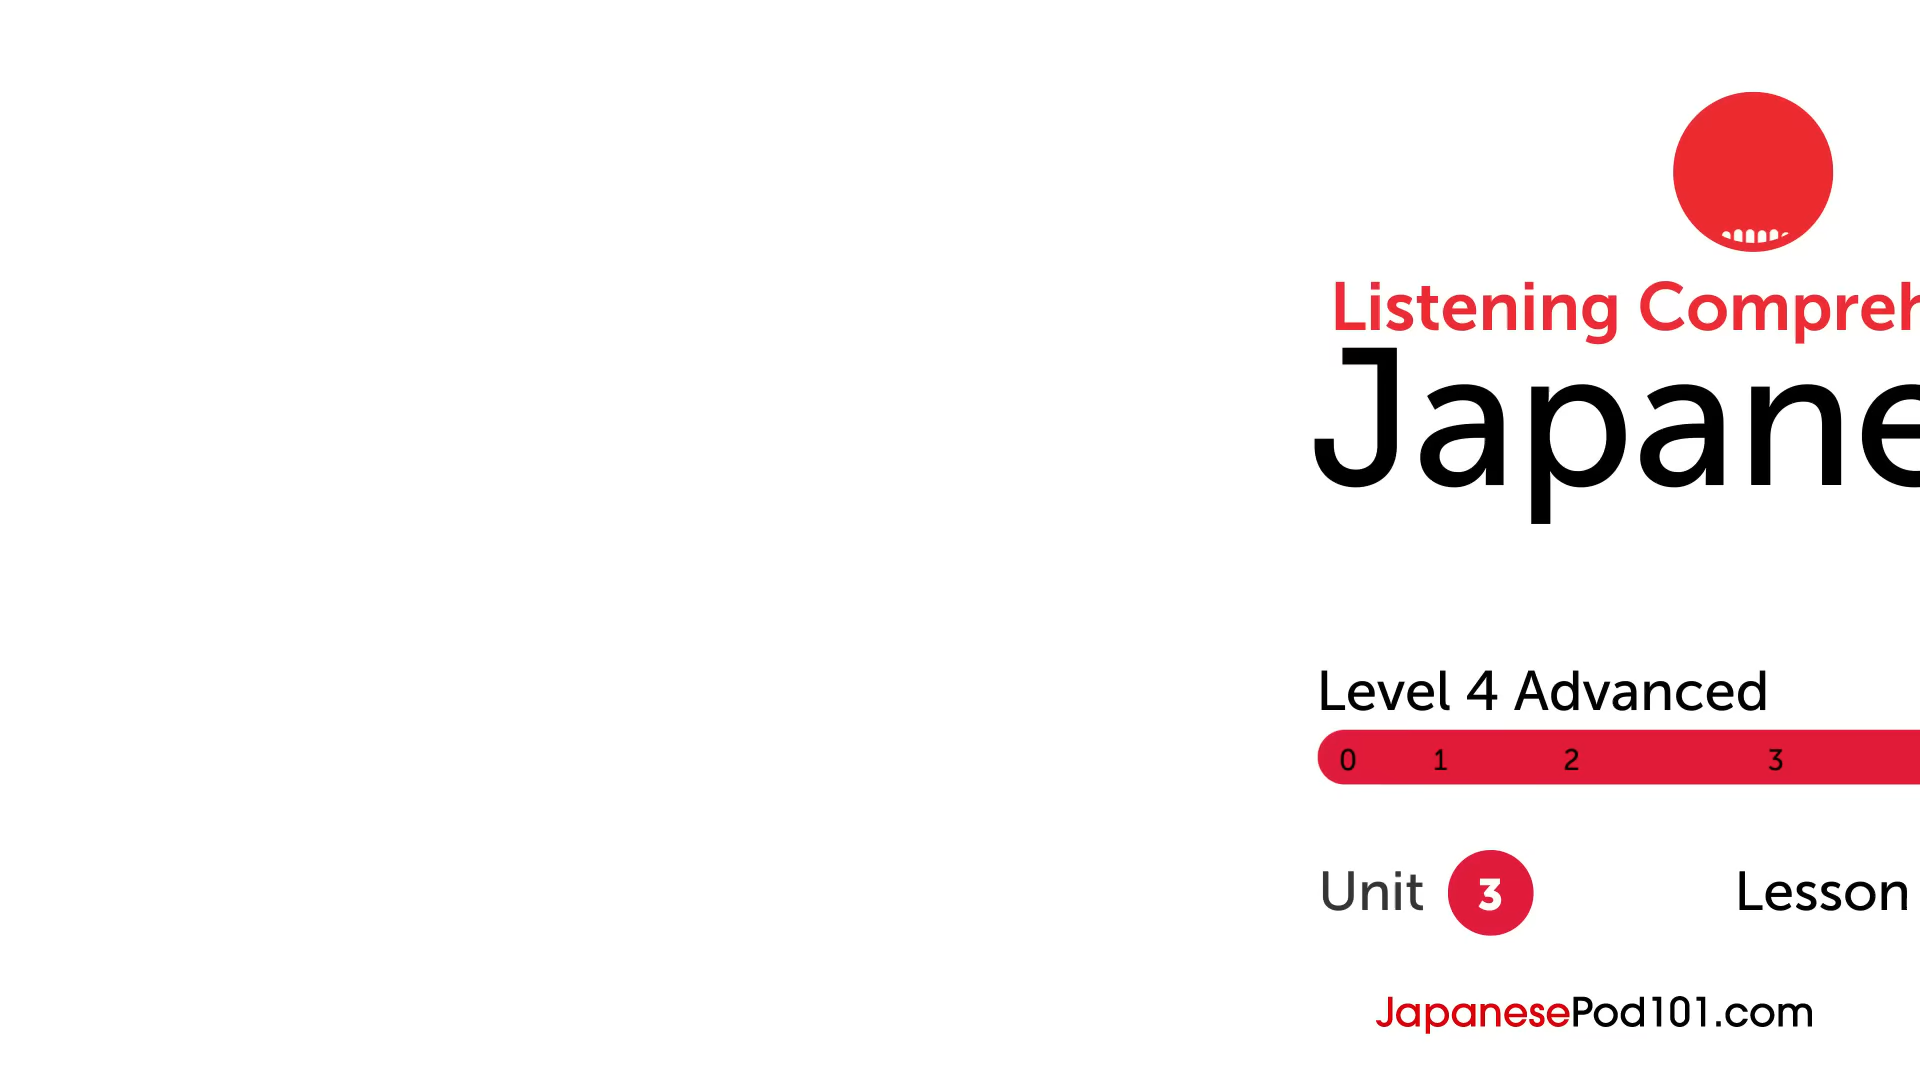 Listening Compreh
Japane
Level 4 Advanced
0 1 2 3
Unit 3 Lesson
JapanesePod101.com